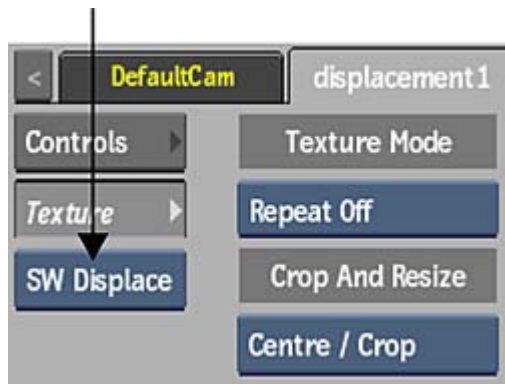 < DefaultCam displacement1
Controls Texture Mode
Texture Repeat Off
SW Displace Crop And Resize
Centre / Crop